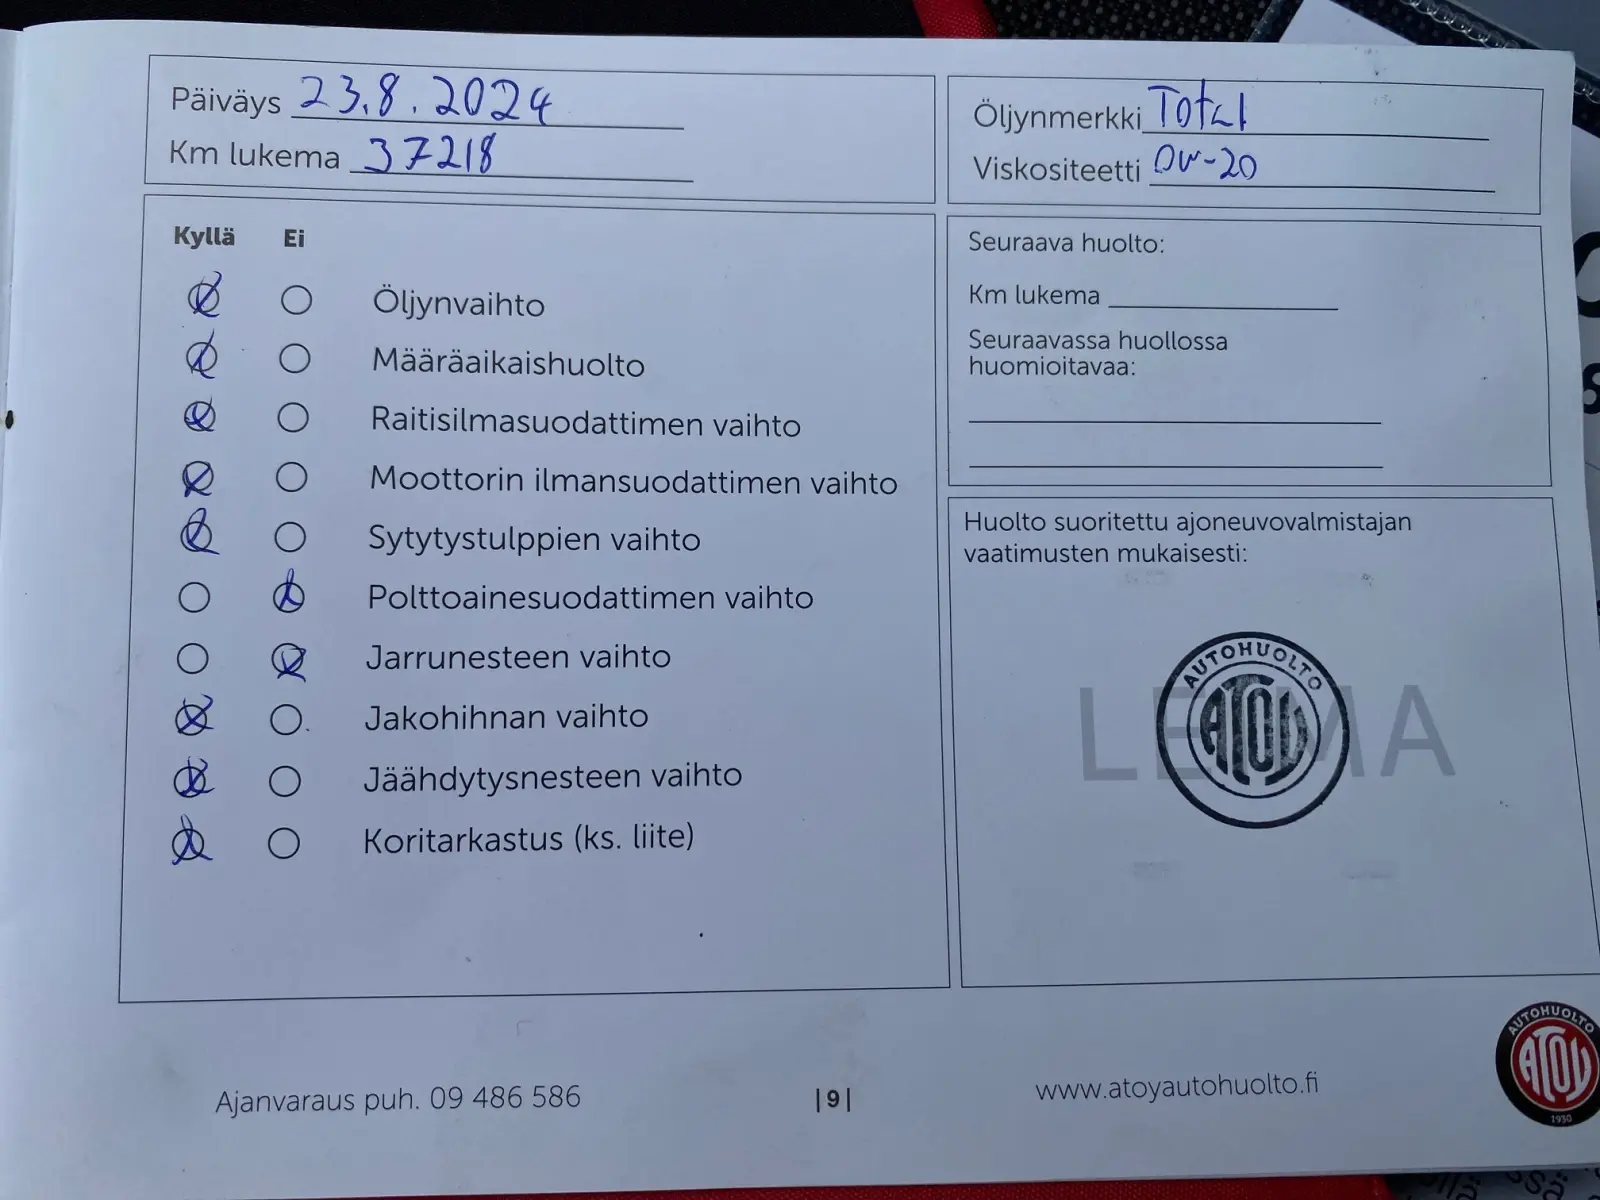 Päiväys 23.8.2024
Km lukema 37218
Öljynmerkki Total
Viskositeetti 0W-20
Kyllä Ei
Öljynvaihto
Määräaikaishuolto
Raitisilmasuodattimen vaihto
Moottorin ilmansuodattimen vaihto
Sytytystulppien vaihto
Polttoainesuodattimen vaihto
Jarrunesteen vaihto
Jakohihnan vaihto
Jäähdytysnesteen vaihto
Koritarkastus (ks. liite)
Seuraava huolto:
Km lukema
Seuraavassa huollossa
huomioitavaa:
Huolto suoritettu ajoneuvovalmistajan
vaatimusten mukaisesti:
LEIMA
AUTOHUOLTO
ATOY
Ajanvaraus puh. 09 486 586
|9|
www.atoyautohuolto.fi
AUTOHUOLTO
ATOY
1930